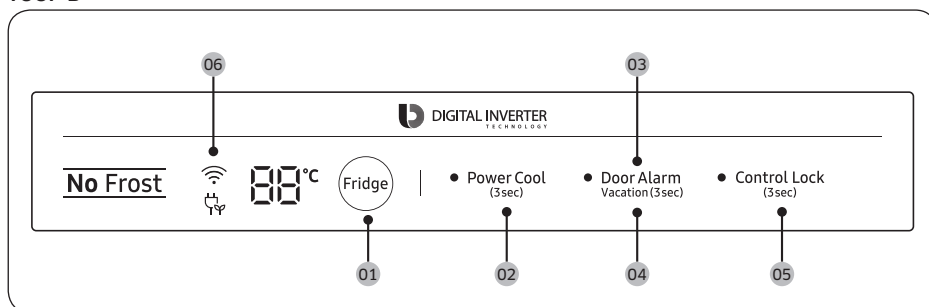 06
03
DIGITAL INVERTER
TECHNOLOGY
No Frost
88°C
Fridge
Power Cool
(3sec)
Door Alarm
Vacation (3sec)
Control Lock
(3sec)
01
02
04
05